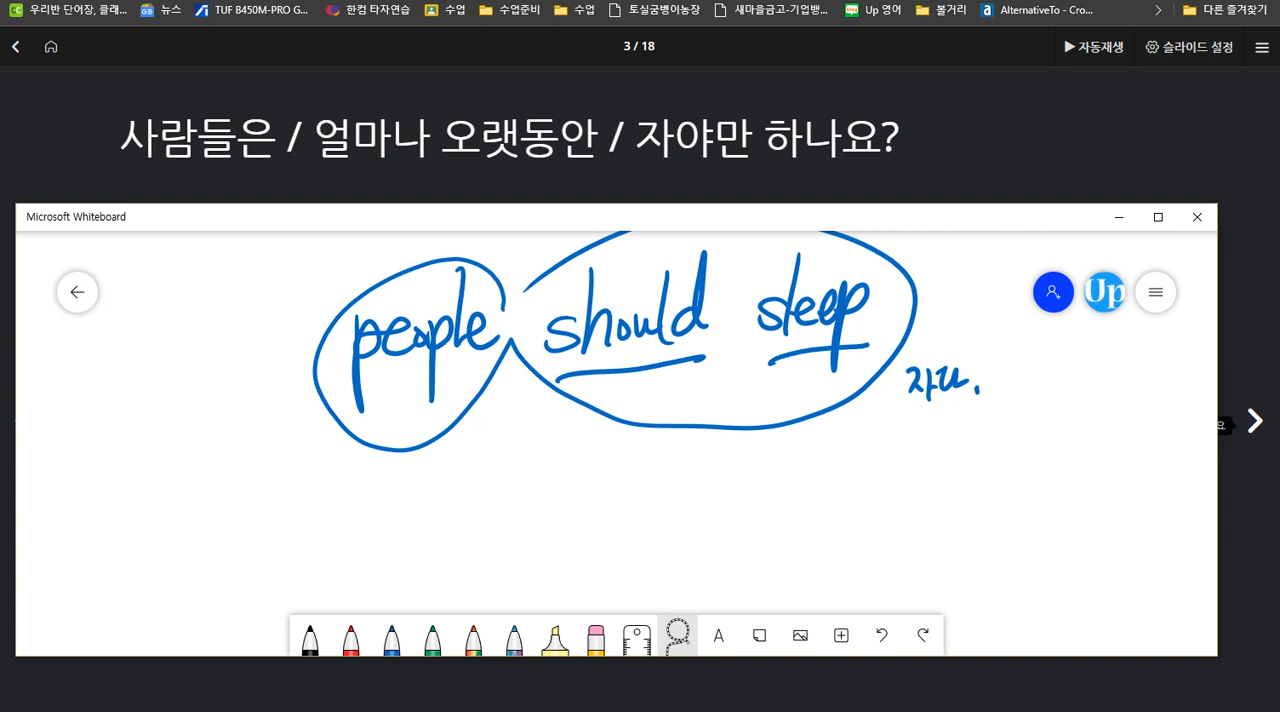 우리반 단어장, 클래... 뉴스 TUF B450M-PRO G... 한컴 타자연습 수업 수업준비 수업 토실굼벵이농장 새마을금고-기업뱅... Up 영어 볼거리 AlternativeTo - Cro... 다른 즐겨찾기
3 / 18 자동재생 슬라이드 설정
사람들은 / 얼마나 오랫동안 / 자야만 하나요?
Microsoft Whiteboard
Up
people should sleep
요
A